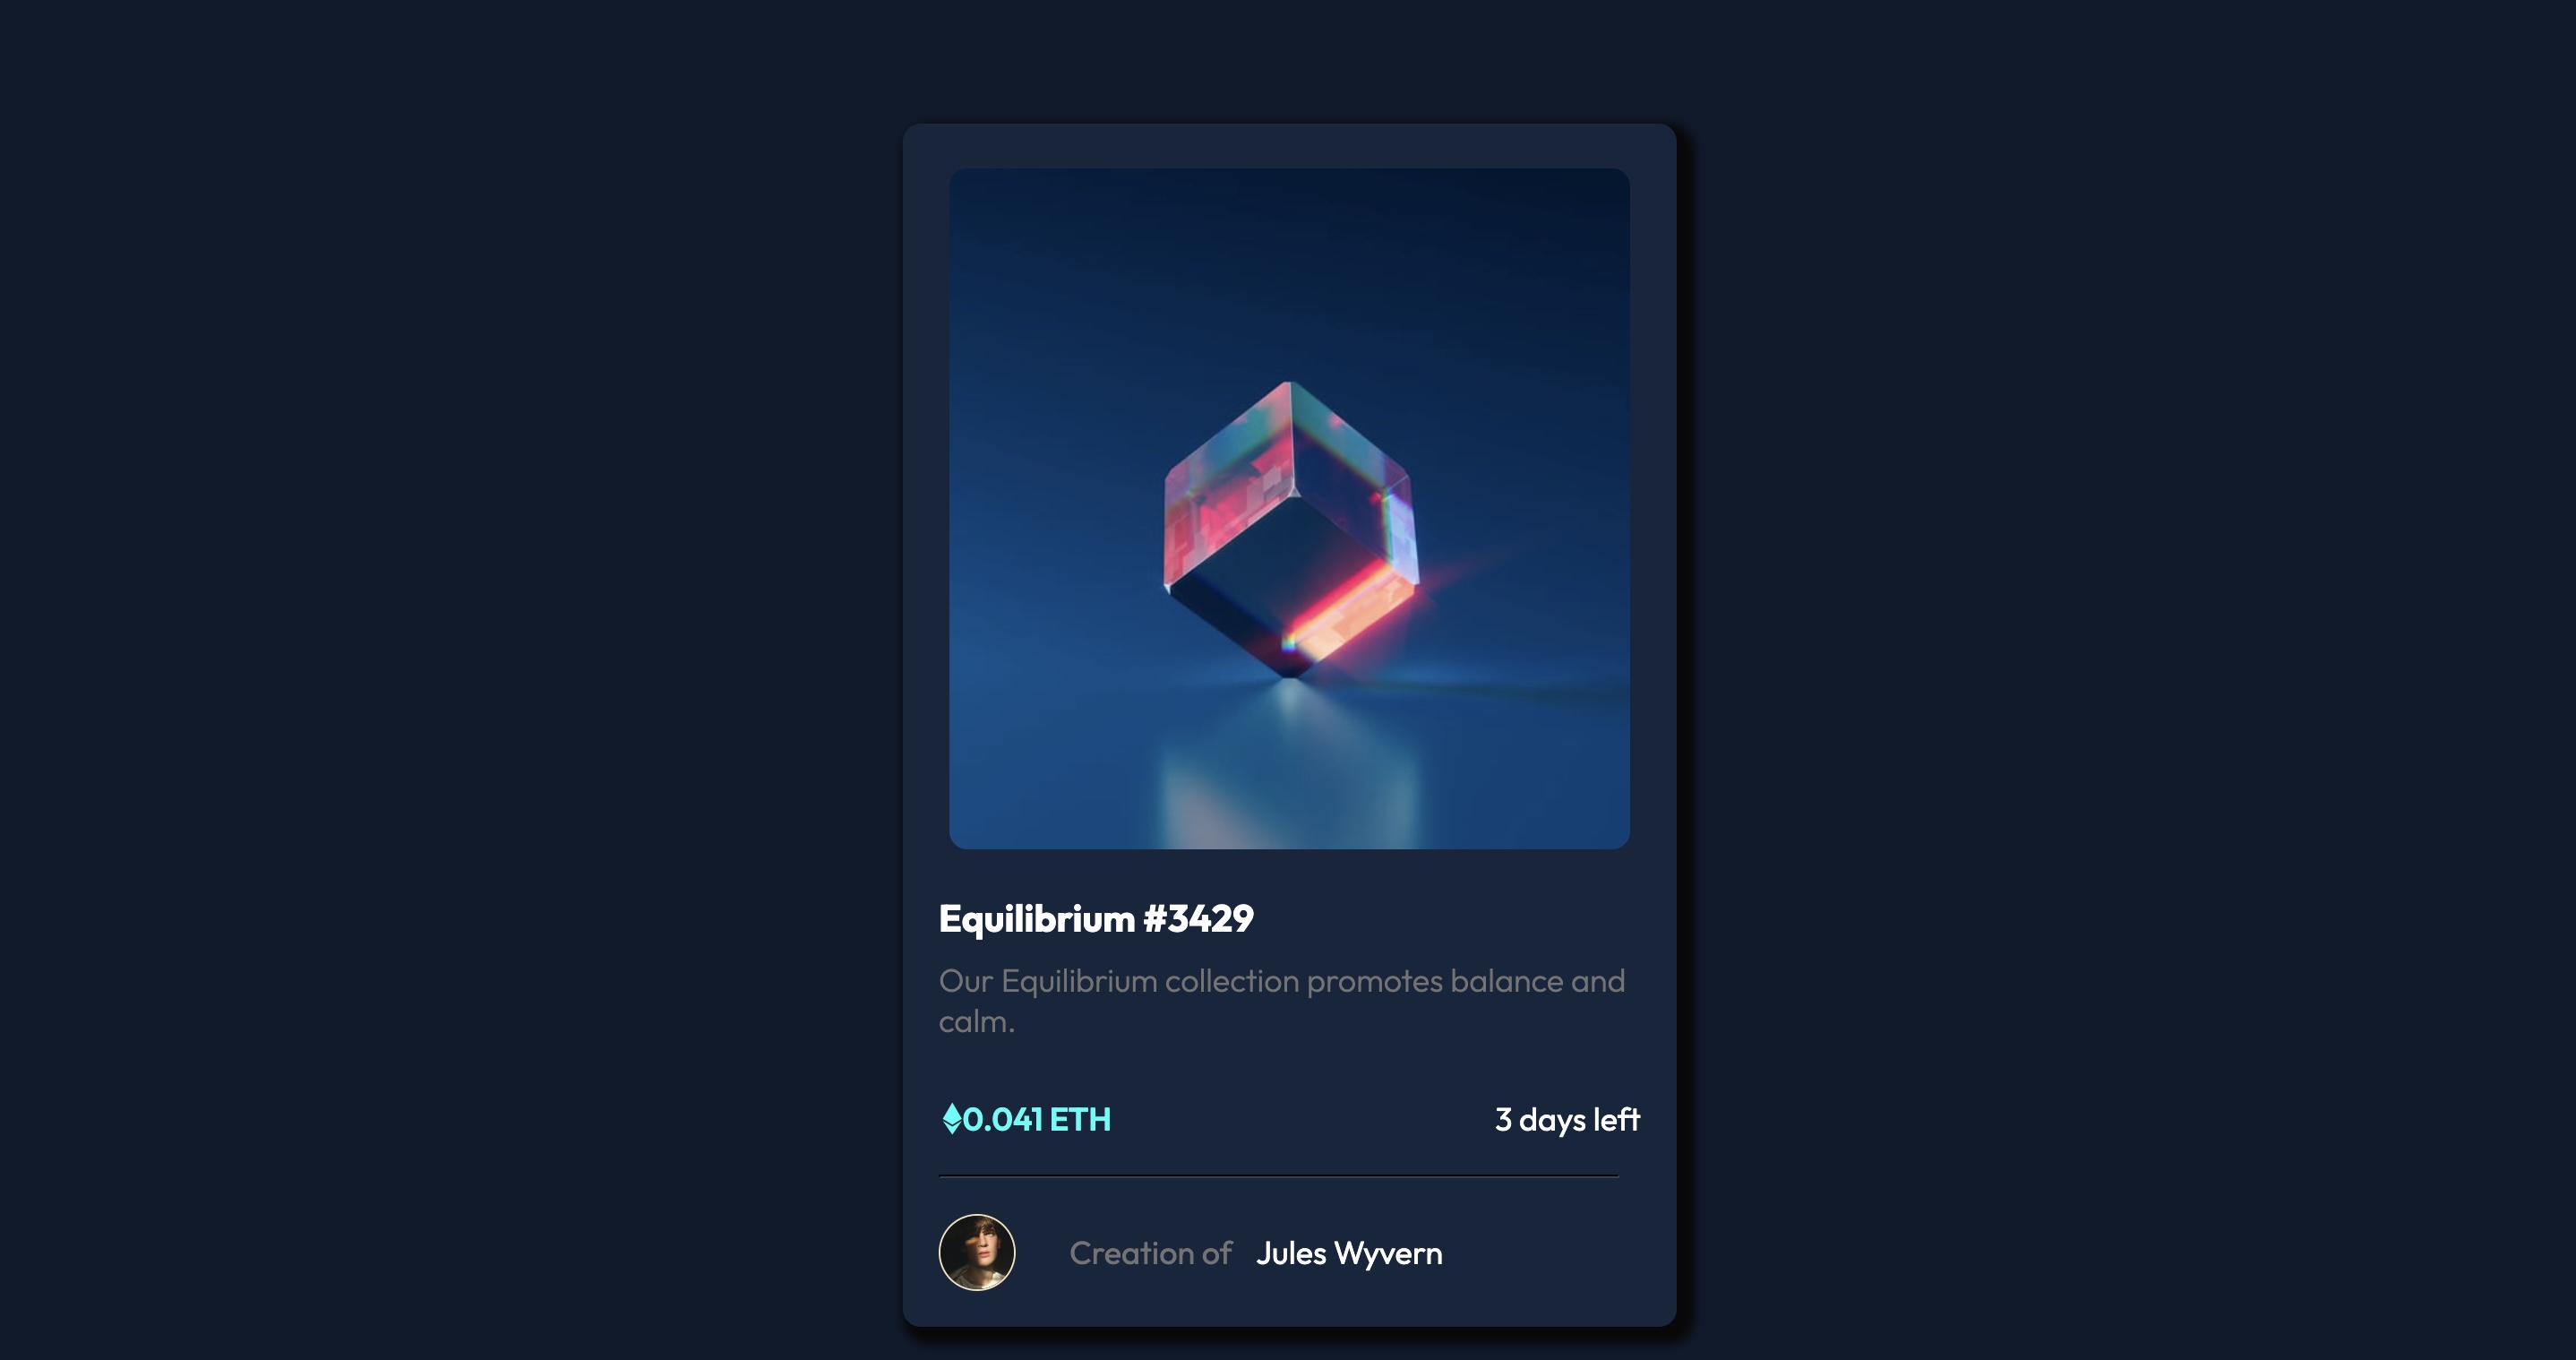 Equilibrium #3429
Our Equilibrium collection promotes balance and
calm.
0.041 ETH
3 days left
Creation of Jules Wyvern